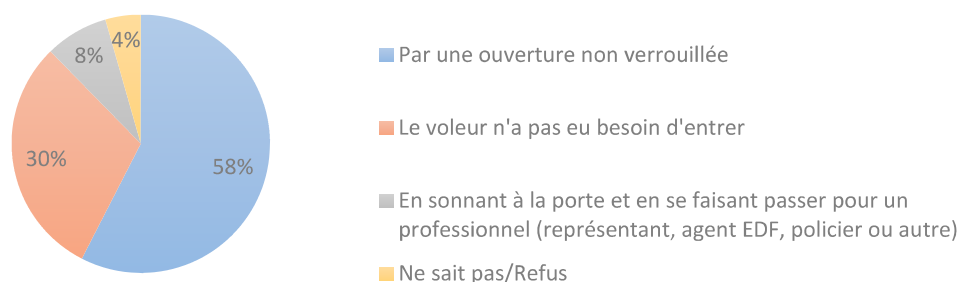 4%
8%
30%
58%
Par une ouverture non verrouillée
Le voleur n'a pas eu besoin d'entrer
En sonnant à la porte et en se faisant passer pour un
professionnel (représentant, agent EDF, policier ou autre)
Ne sait pas/Refus